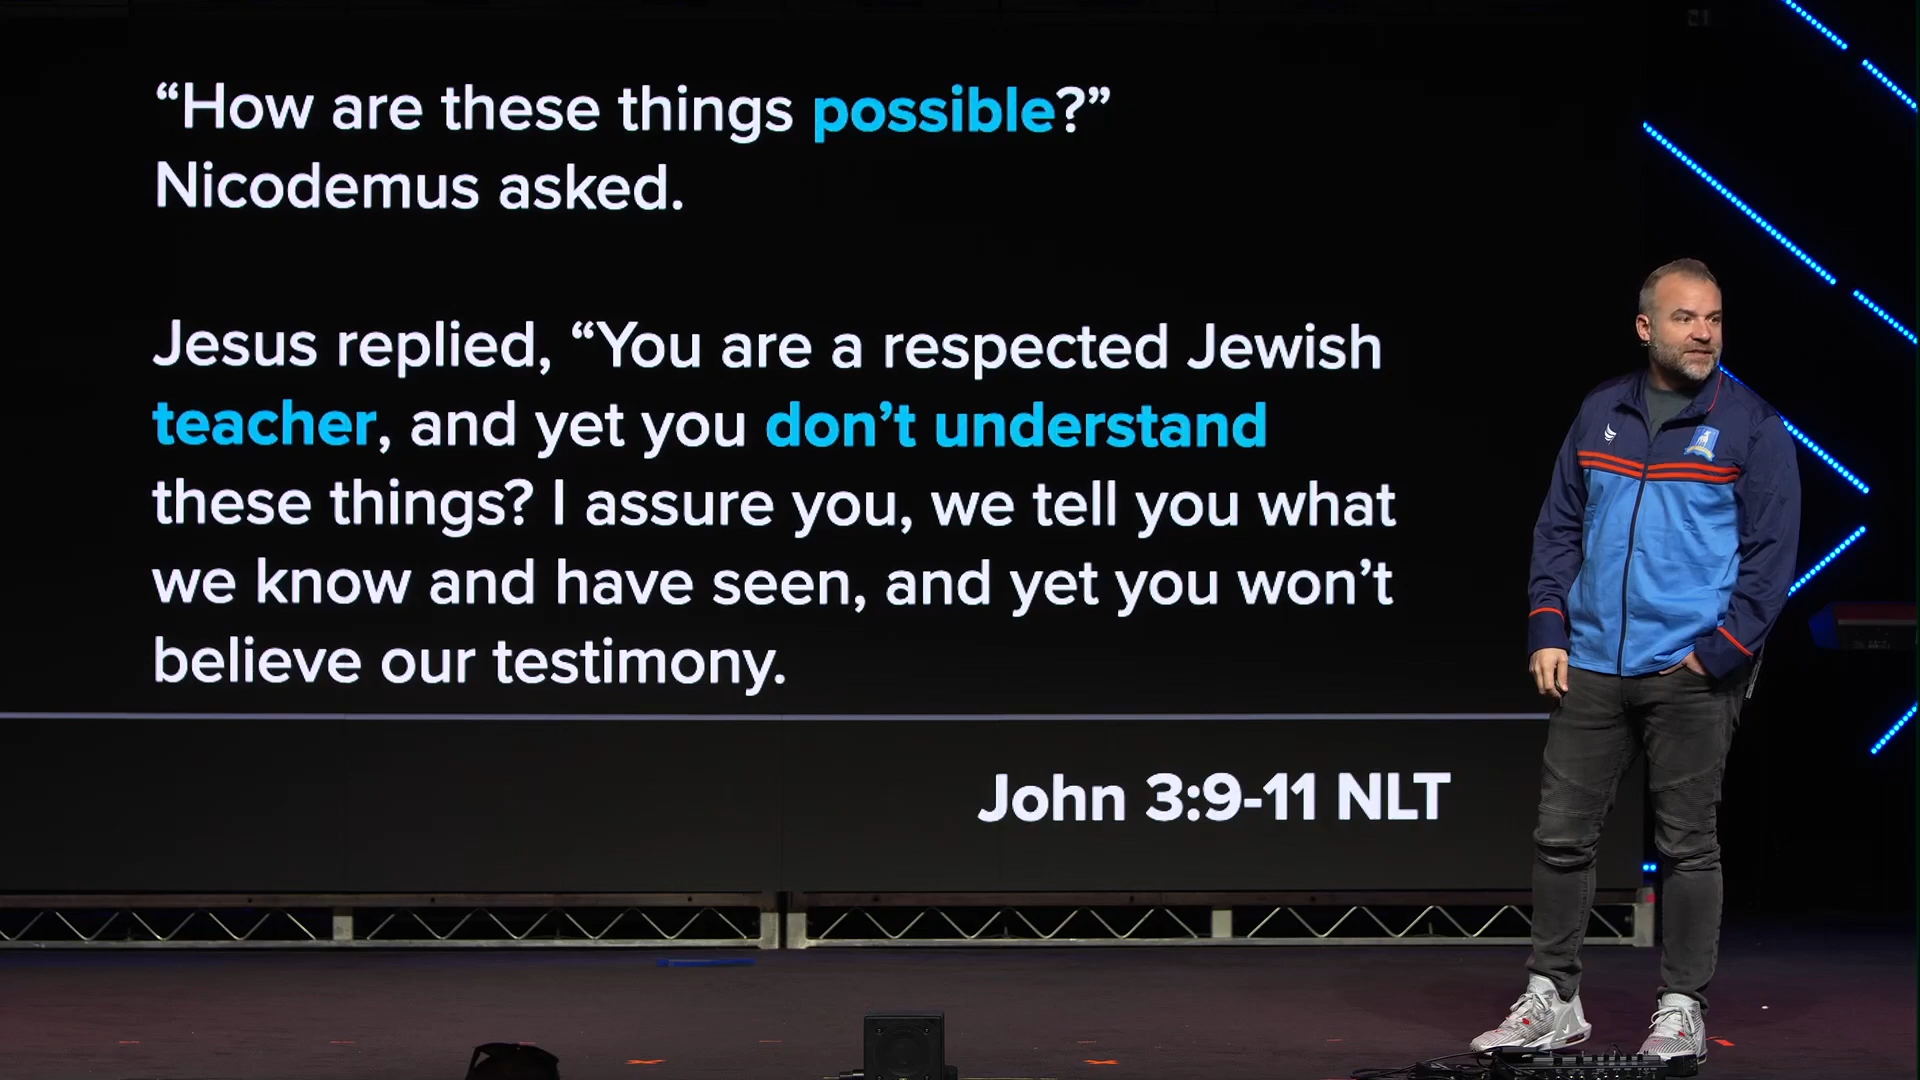 “How are these things possible?”
Nicodemus asked.
Jesus replied, “You are a respected Jewish
teacher, and yet you don’t understand
these things? I assure you, we tell you what
we know and have seen, and yet you won’t
believe our testimony.
John 3:9-11 NLT